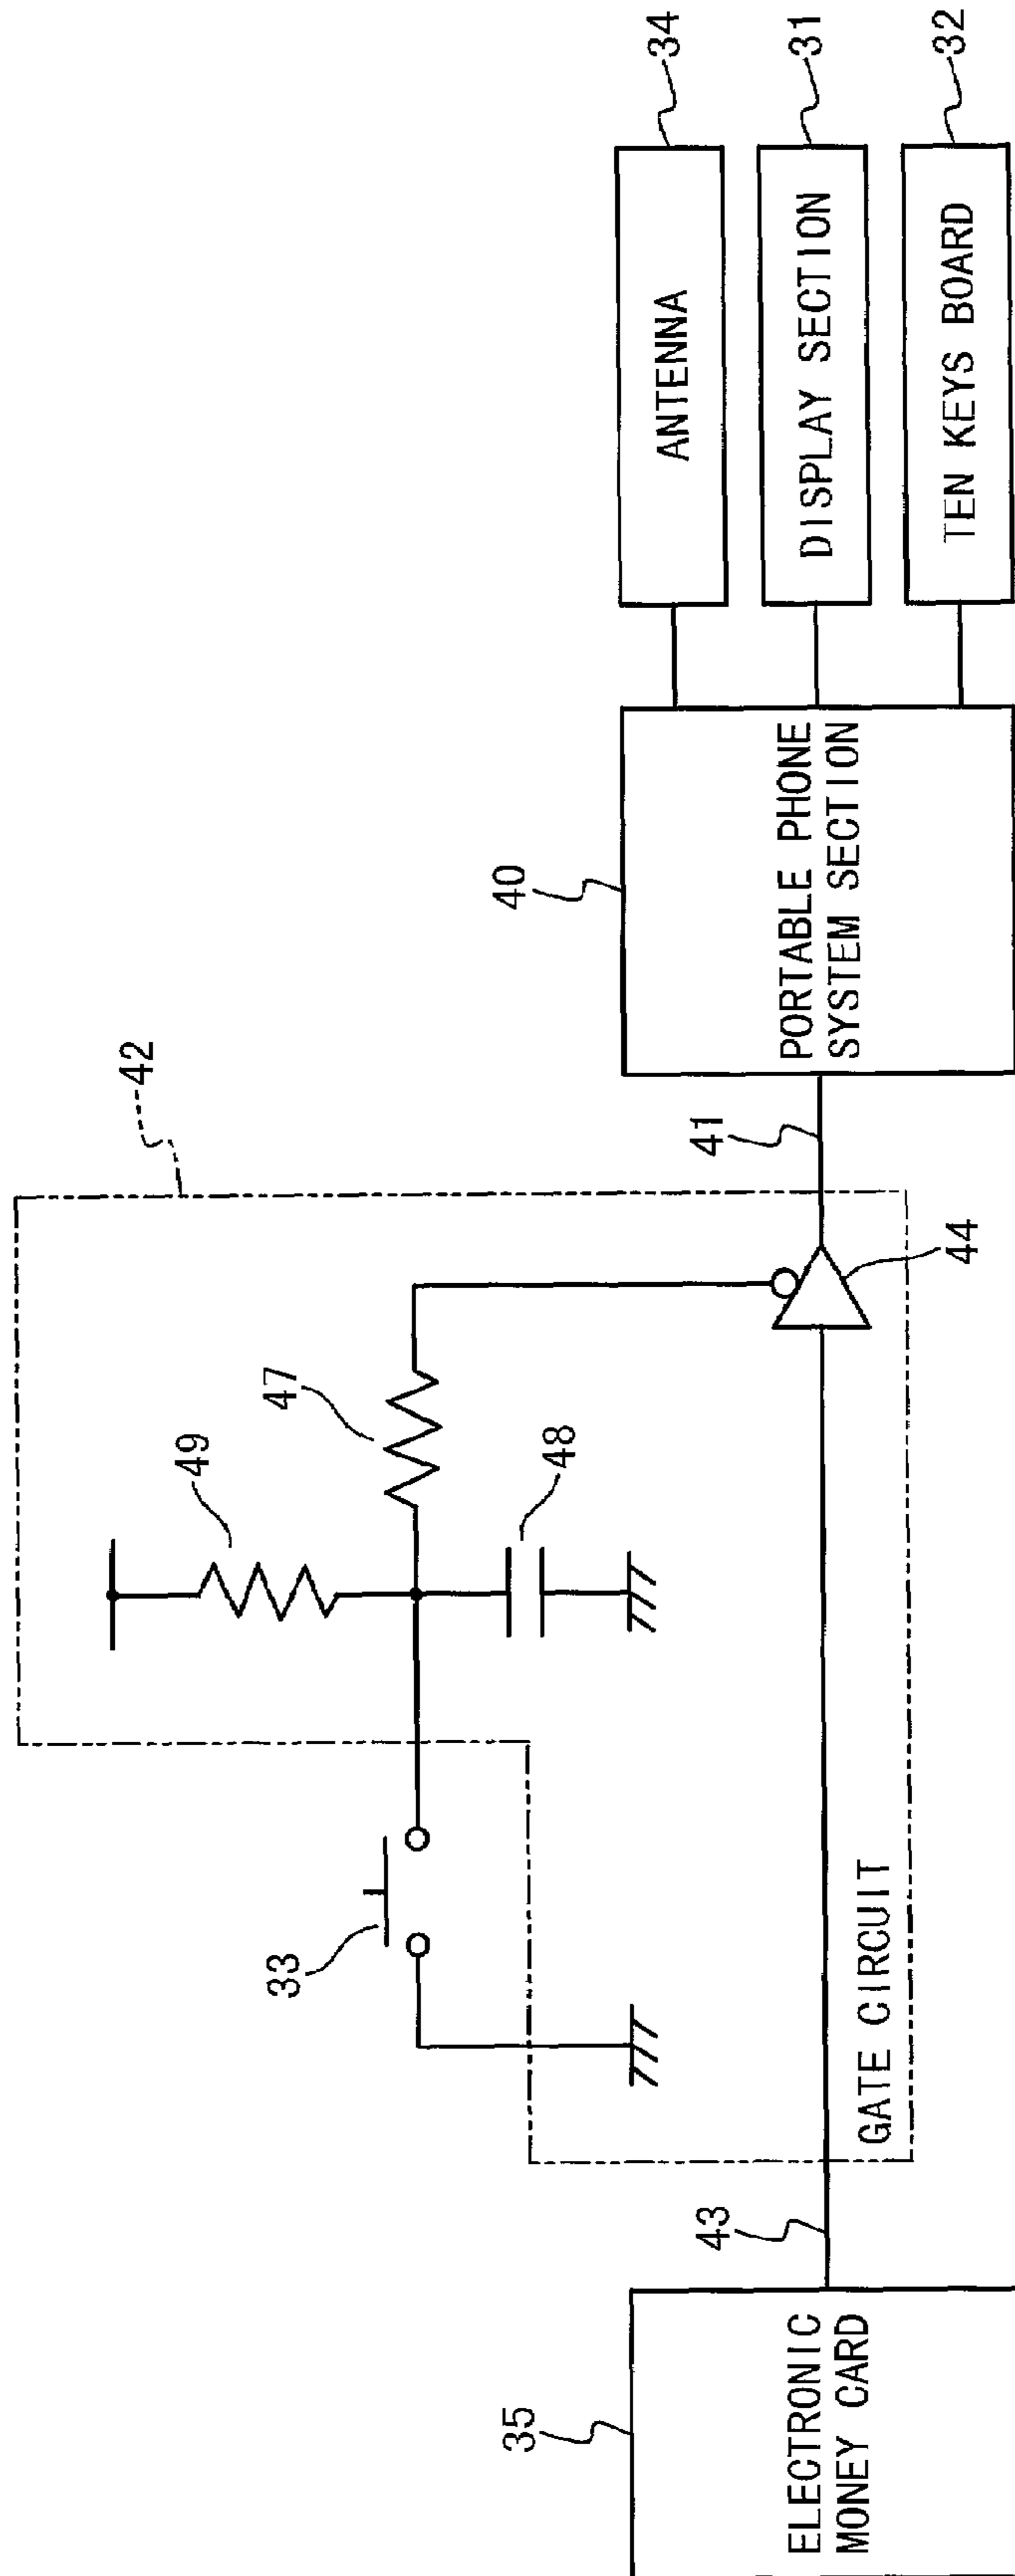 42
49
47
33
48
GATE CIRCUIT
44
35
ELECTRONIC
MONEY CARD
43
41
40
PORTABLE PHONE
SYSTEM SECTION
ANTENNA
34
DISPLAY SECTION
31
TEN KEYS BOARD
32